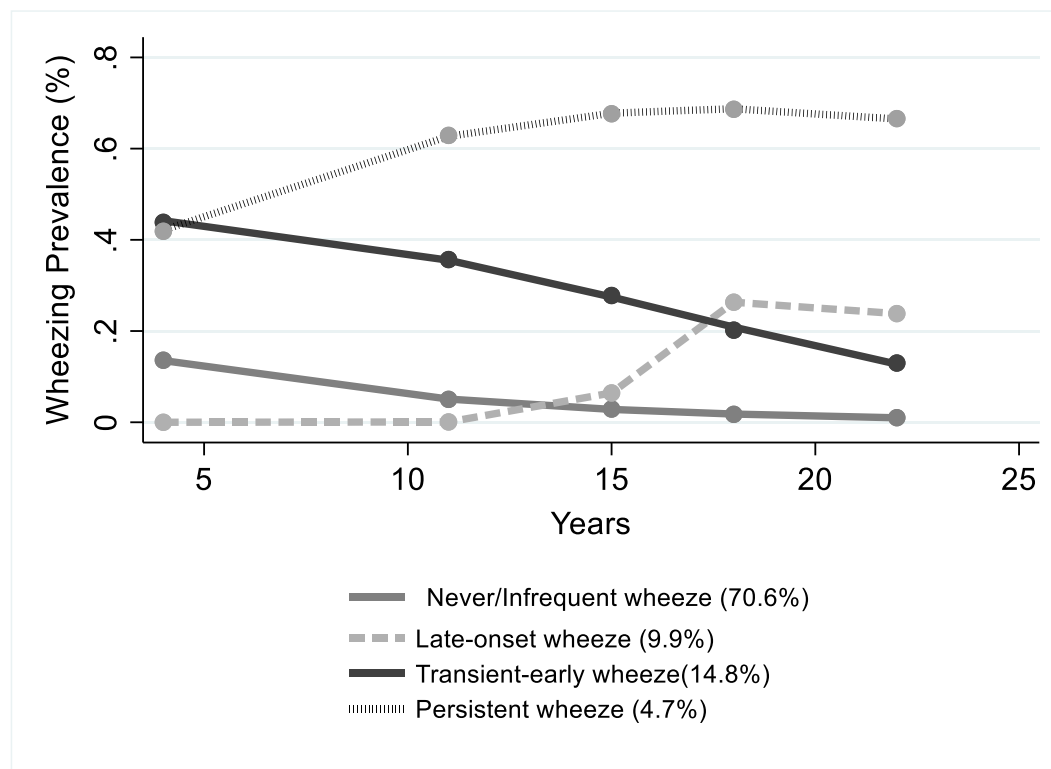 Wheezing Prevalence (%)
.8
.6
.4
.2
0
5 10 15 20 25
Years
Never/Infrequent wheeze (70.6%)
Late-onset wheeze (9.9%)
Transient-early wheeze(14.8%)
Persistent wheeze (4.7%)